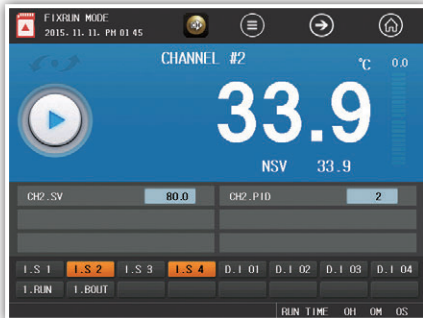 FIXRUN MODE
2015. 11. 11. PM 01 45
CHANNEL #2
℃ 0.0
33.9
NSV 33.9
CH2.SV 80.0 CH2.PID 2
I.S 1 I.S 2 I.S 3 I.S 4 D.I 01 D.I 02 D.I 03 D.I 04
1.RUN 1.BOUT
RUN TIME 0H 0M 0S